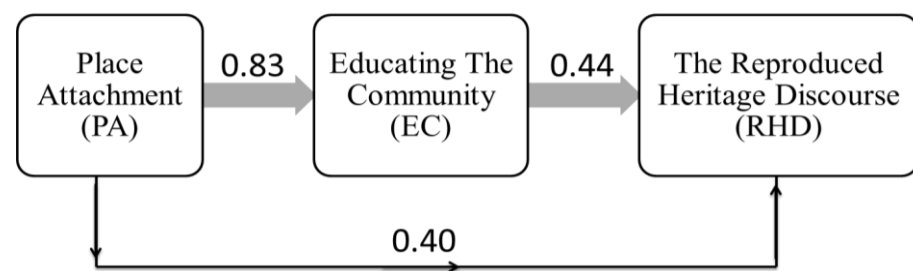 Place
Attachment
(PA)
0.83
Educating The
Community
(EC)
0.44
The Reproduced
Heritage Discourse
(RHD)
0.40